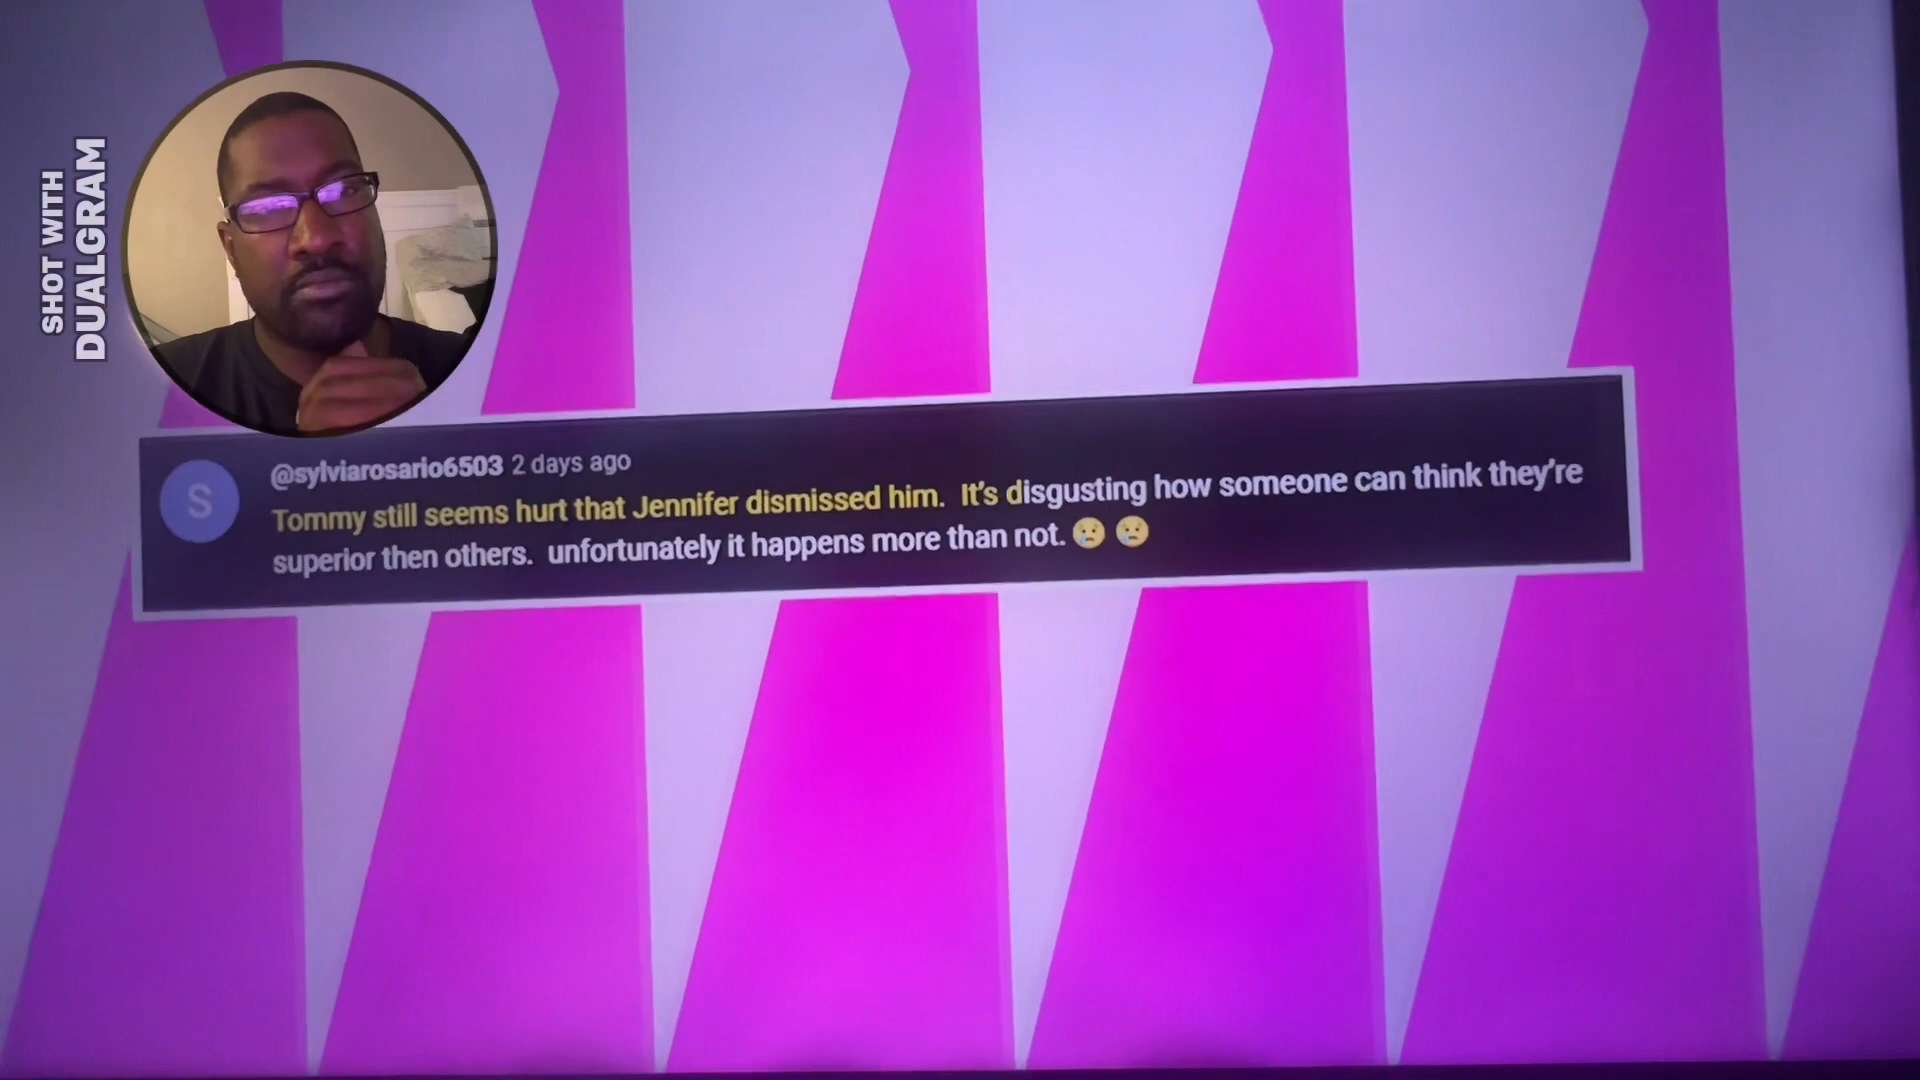 SHOT WITH
DUALGRAM
S
@sylviarosario6503 2 days ago
Tommy still seems hurt that Jennifer dismissed him.  It's disgusting how someone can think they're
superior then others.  unfortunately it happens more than not. 😢 😢